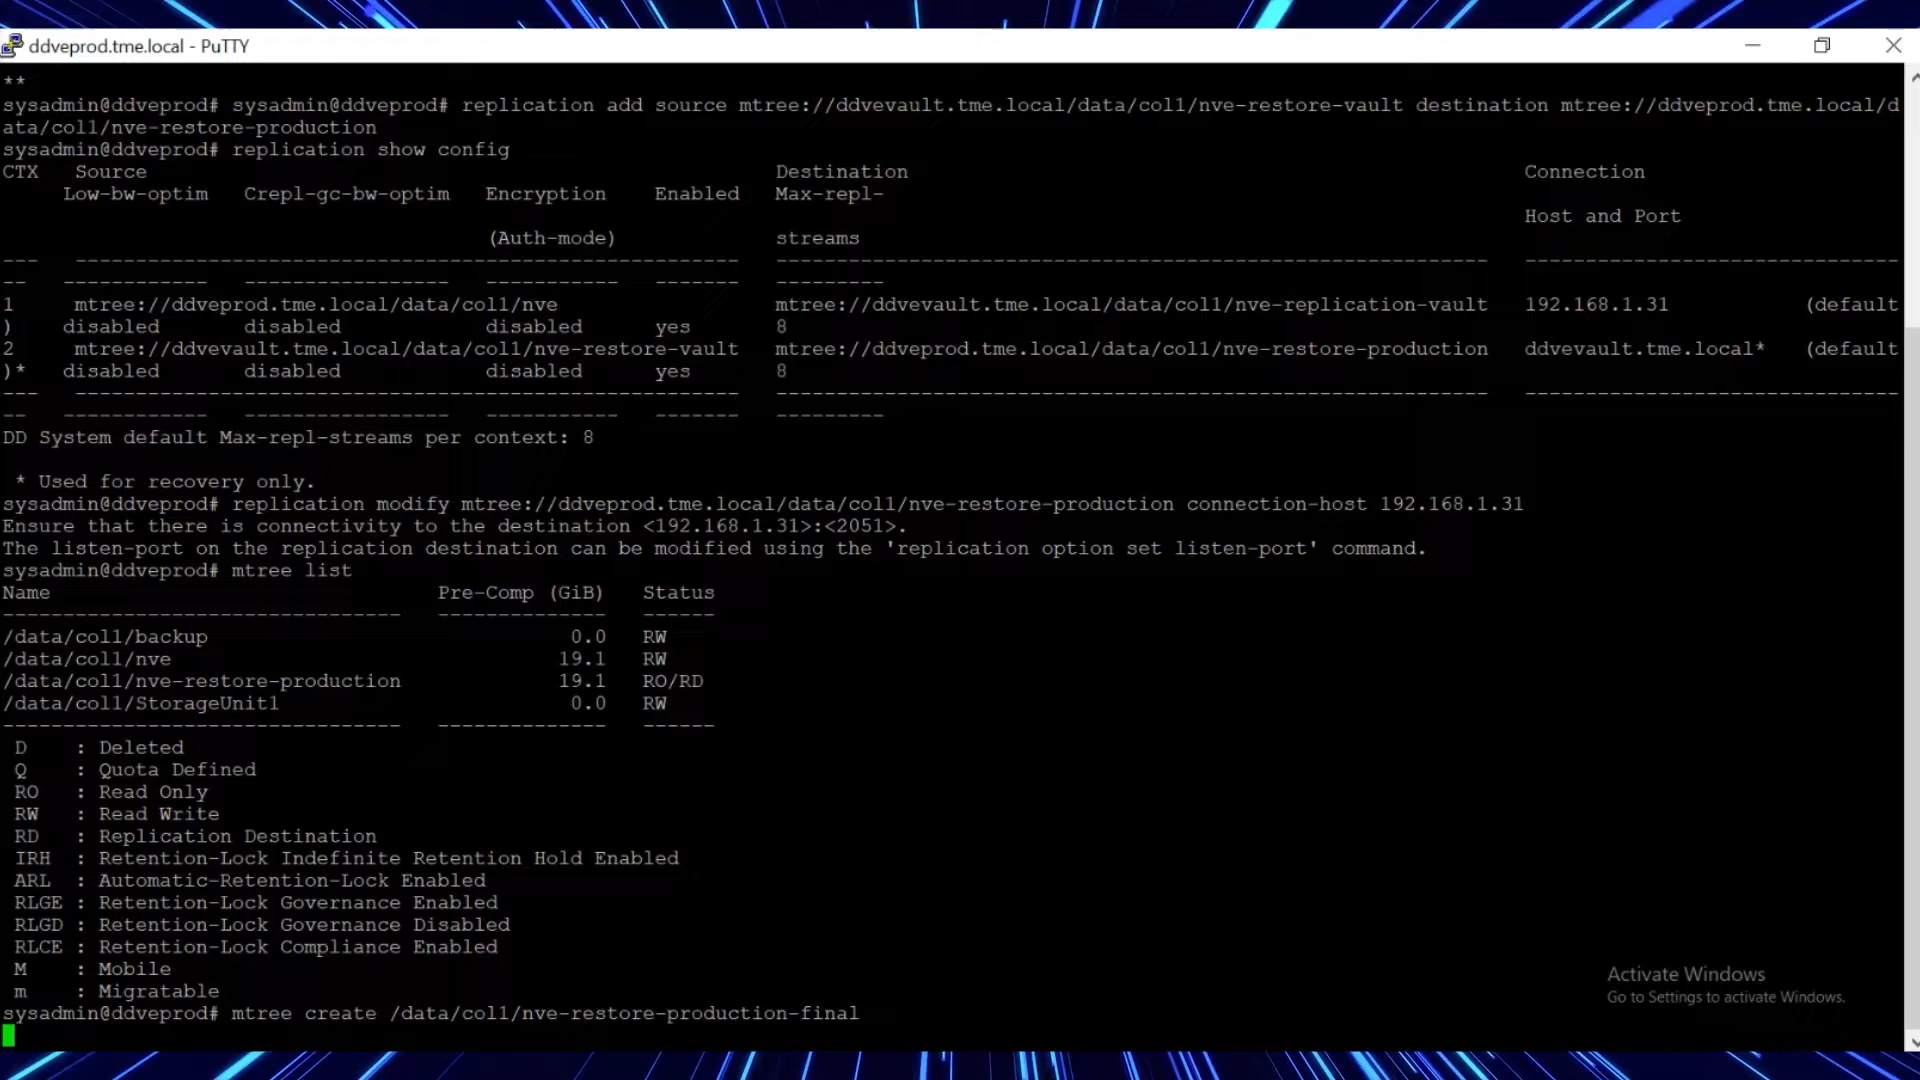 ddveprod.tme.local - PuTTY
**
sysadmin@ddveprod# sysadmin@ddveprod# replication add source mtree://ddvevault.tme.local/data/col1/nve-restore-vault destination mtree://ddveprod.tme.local/d
ata/col1/nve-restore-production
sysadmin@ddveprod# replication show config
CTX   Source   Destination   Connection
Low-bw-optim   Crepl-gc-bw-optim   Encryption   Enabled   Max-repl-
Host and Port
(Auth-mode)   streams
---   -------------------------------------------------------   -----------------------------------------------------------   -------------------------------
--   ------------   -----------------   -----------   -------   ---------
1   mtree://ddveprod.tme.local/data/col1/nve   mtree://ddvevault.tme.local/data/col1/nve-replication-vault   192.168.1.31   (default
)   disabled   disabled   disabled   yes   8
2   mtree://ddvevault.tme.local/data/col1/nve-restore-vault   mtree://ddveprod.tme.local/data/col1/nve-restore-production   ddvevault.tme.local*   (default
)*   disabled   disabled   disabled   yes   8
---   -------------------------------------------------------   -----------------------------------------------------------   -------------------------------
--   ------------   -----------------   -----------   -------   ---------
DD System default Max-repl-streams per context: 8
* Used for recovery only.
sysadmin@ddveprod# replication modify mtree://ddveprod.tme.local/data/col1/nve-restore-production connection-host 192.168.1.31
Ensure that there is connectivity to the destination <192.168.1.31>:<2051>.
The listen-port on the replication destination can be modified using the 'replication option set listen-port' command.
sysadmin@ddveprod# mtree list
Name   Pre-Comp (GiB)   Status
---------------------------------   --------------   ------
/data/col1/backup   0.0   RW
/data/col1/nve   19.1   RW
/data/col1/nve-restore-production   19.1   RO/RD
/data/col1/StorageUnit1   0.0   RW
---------------------------------   --------------   ------
D    : Deleted
Q    : Quota Defined
RO   : Read Only
RW   : Read Write
RD   : Replication Destination
IRH  : Retention-Lock Indefinite Retention Hold Enabled
ARL  : Automatic-Retention-Lock Enabled
RLGE : Retention-Lock Governance Enabled
RLGD : Retention-Lock Governance Disabled
RLCE : Retention-Lock Compliance Enabled
M    : Mobile
m    : Migratable
sysadmin@ddveprod# mtree create /data/col1/nve-restore-production-final
Activate Windows
Go to Settings to activate Windows.